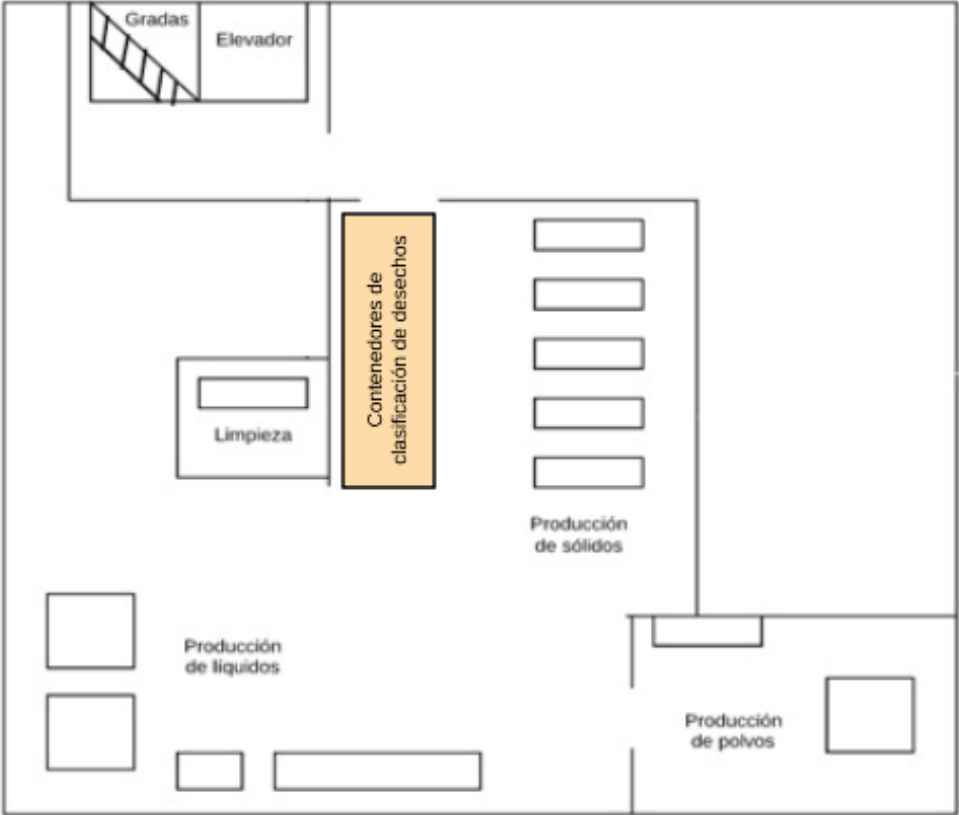 Gradas
Elevador
Contenedores de
clasificación de desechos
Limpieza
Producción
de sólidos
Producción
de líquidos
Producción
de polvos